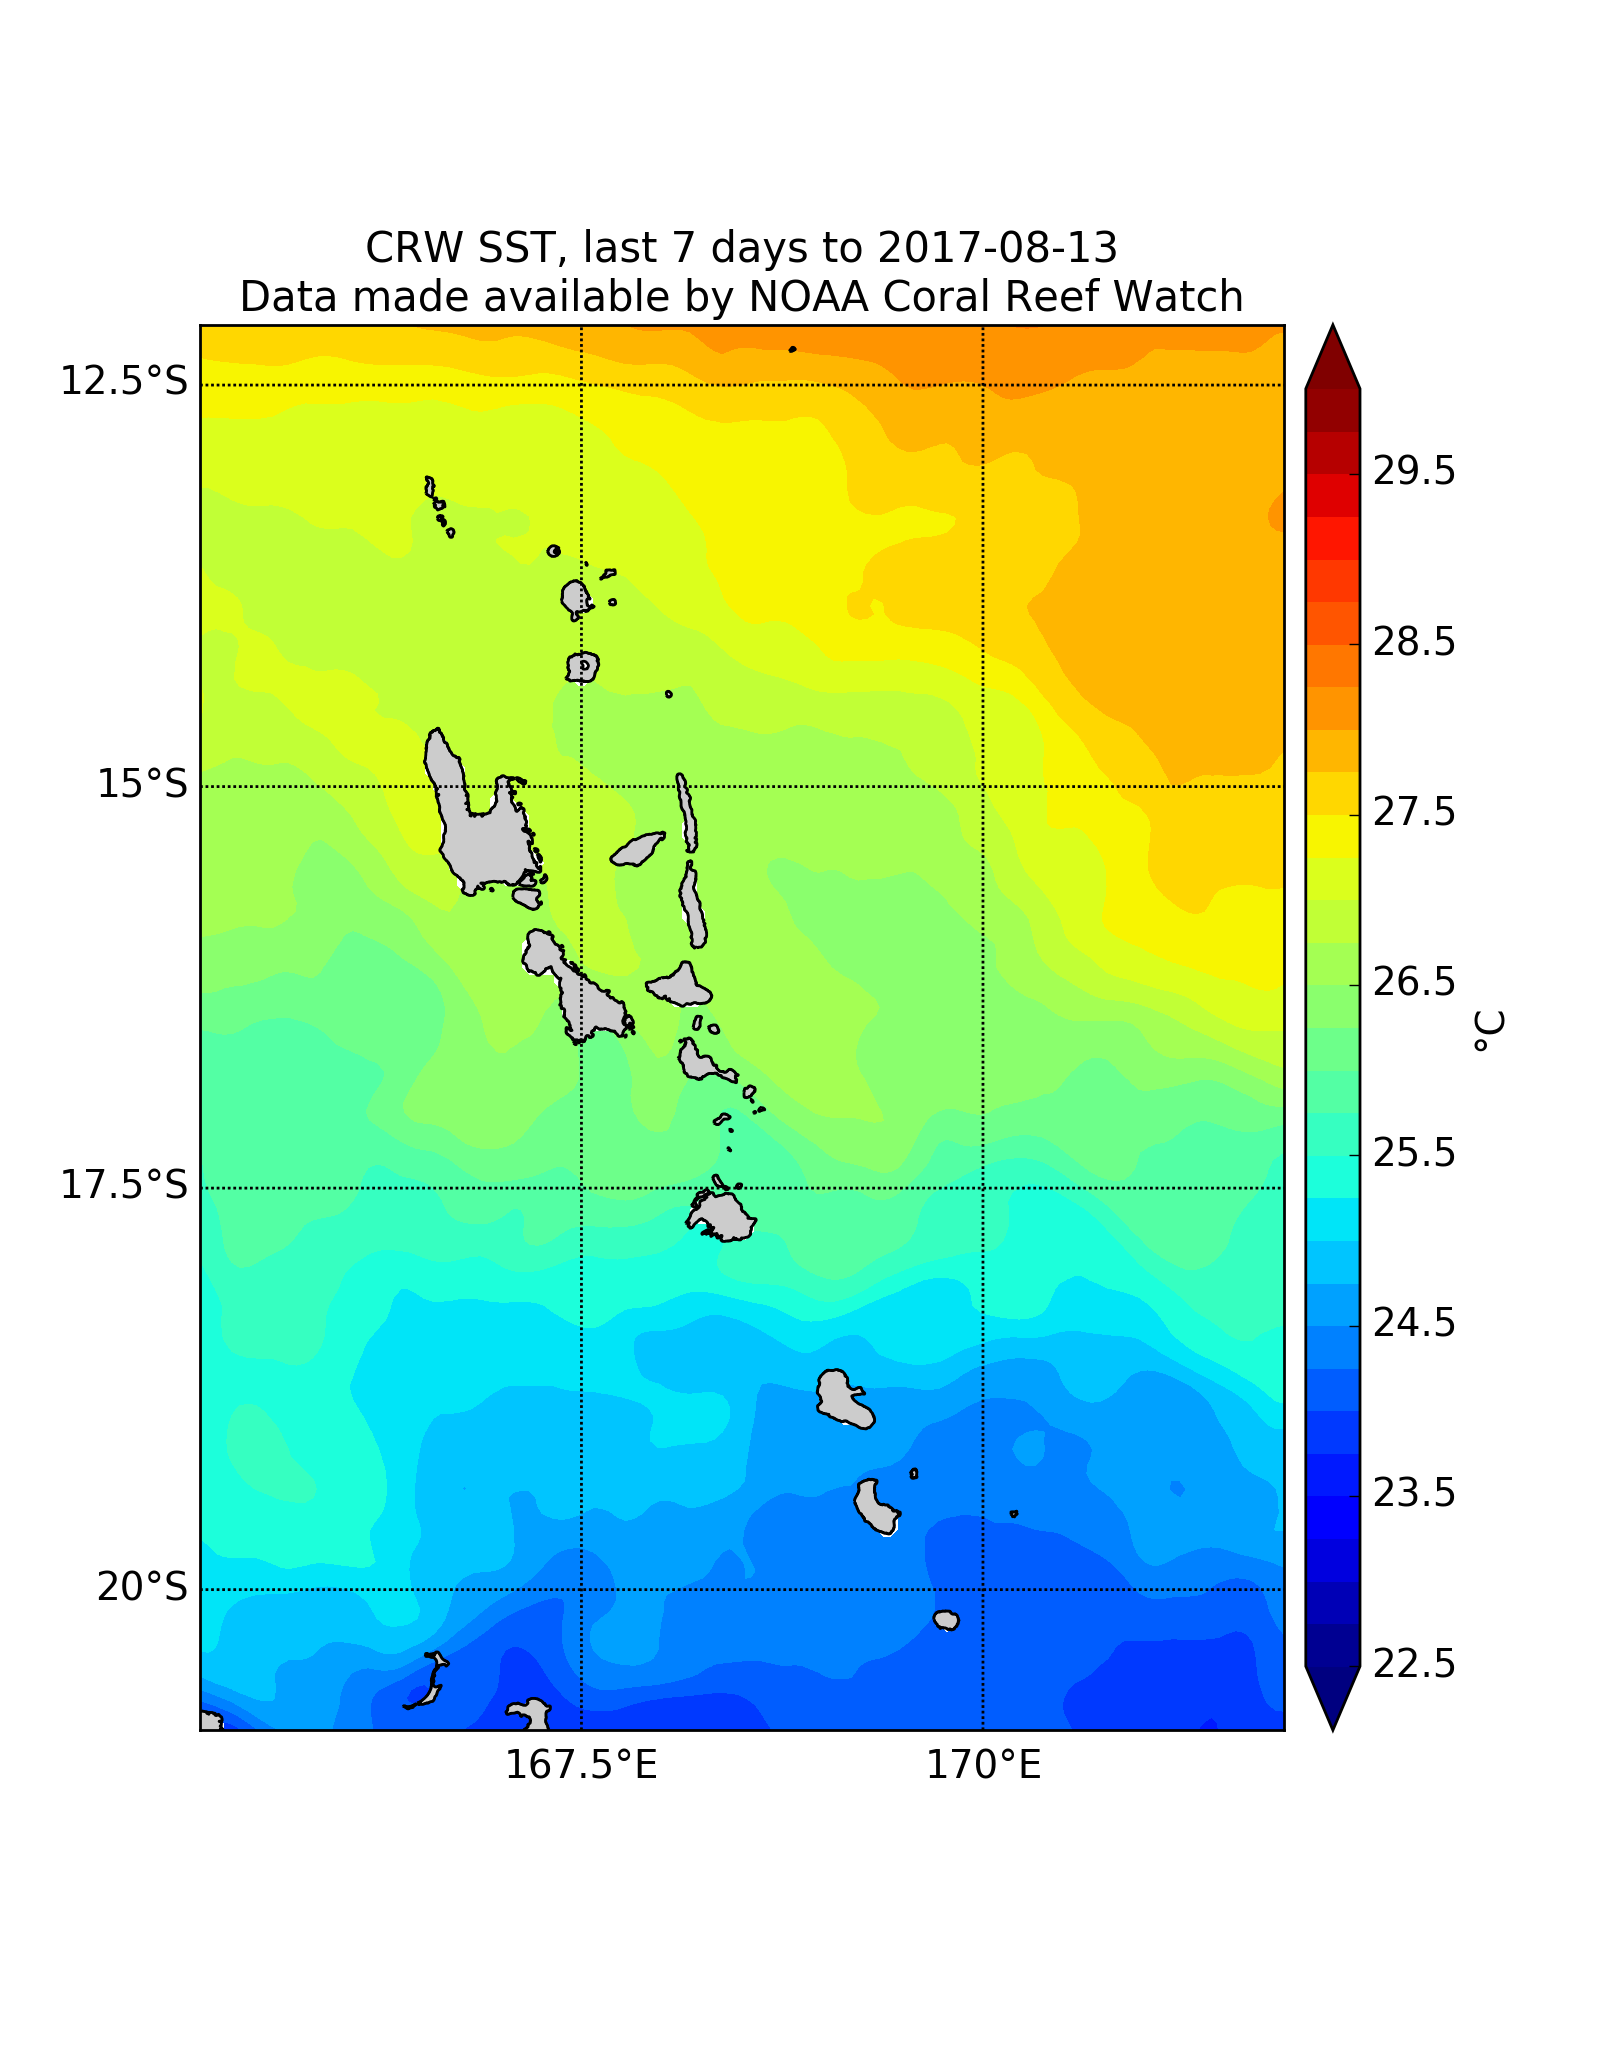 CRW SST, last 7 days to 2017-08-13
Data made available by NOAA Coral Reef Watch
12.5°S
15°S
17.5°S
20°S
167.5°E
170°E
29.5
28.5
27.5
26.5
25.5
24.5
23.5
22.5
°C